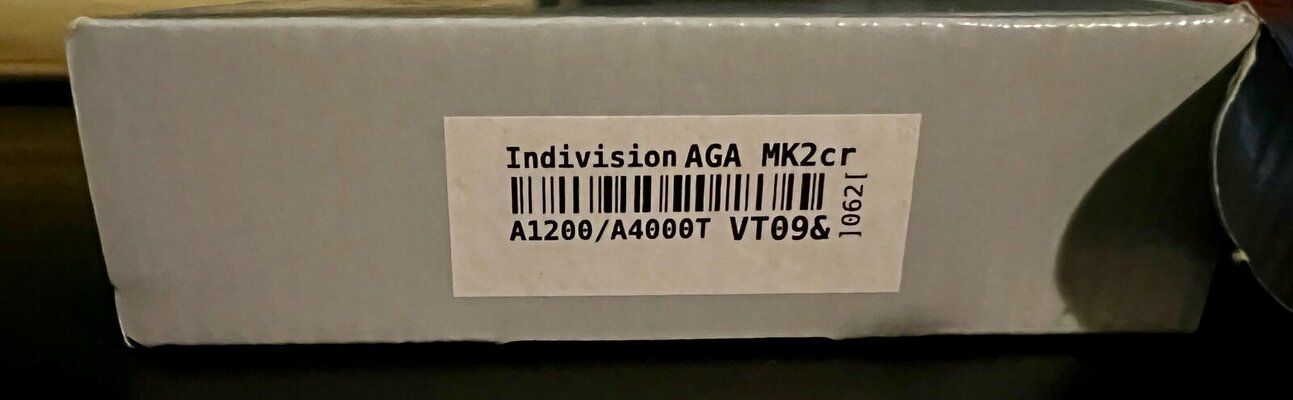 Indivision AGA MK2cr
A1200/A4000T VT09&
]062[